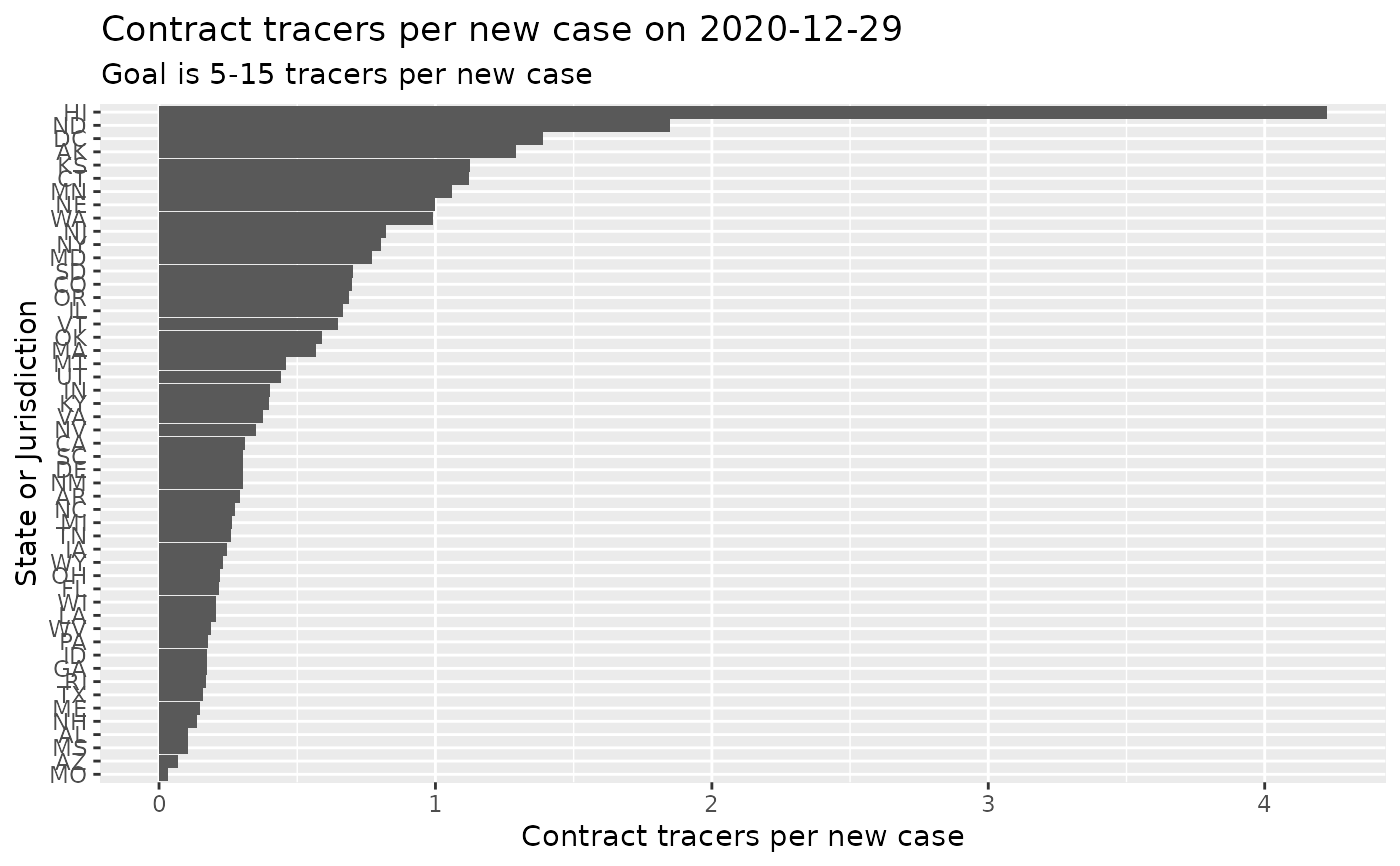 Contract tracers per new case on 2020-12-29
Goal is 5-15 tracers per new case
State or Jurisdiction
HI
ND
DC
AK
KS
CT
MN
NE
WA
NJ
NY
MD
SD
CO
OR
IL
VT
OK
MA
MT
UT
IN
KY
VA
NV
CA
SC
DE
NM
AR
NC
MI
TN
IA
WY
OH
FL
WI
LA
WV
PA
ID
GA
RI
TX
ME
NH
AL
MS
AZ
MO
0 1 2 3 4
Contract tracers per new case